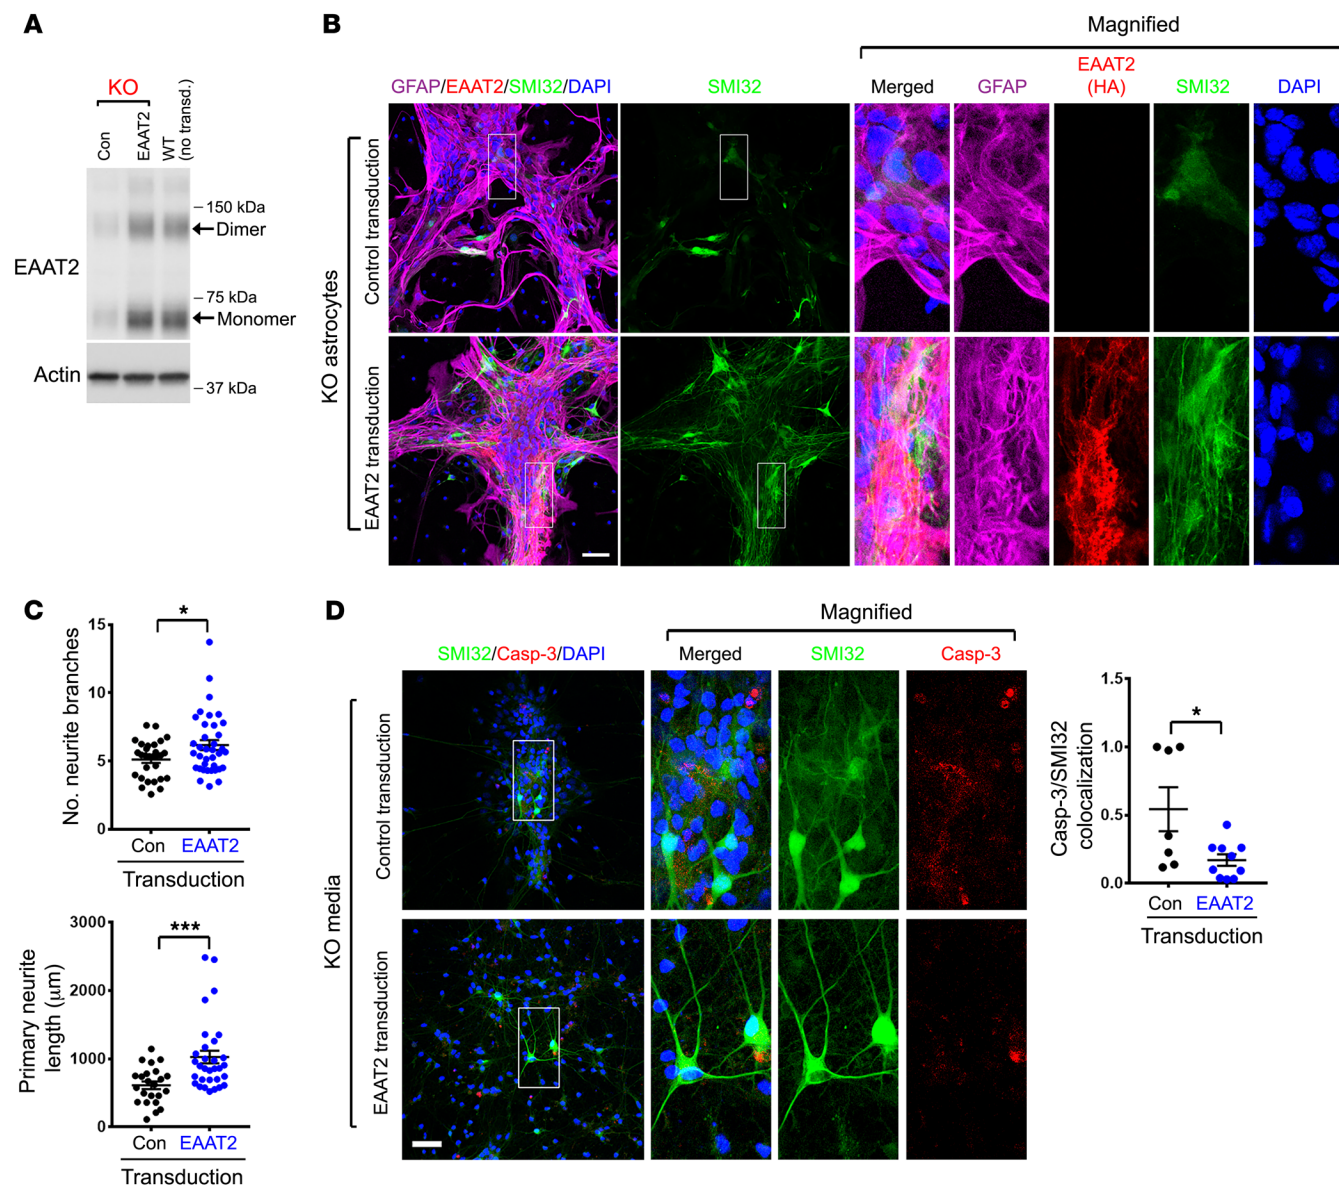 A
KO
Con
EAAT2
WT
(no transd.)
150 kDa
Dimer
EAAT2
75 kDa
Monomer
Actin
37 kDa
B
Magnified
GFAP/EAAT2/SMI32/DAPI
SMI32
Merged
GFAP
EAAT2
(HA)
SMI32
DAPI
KO astrocytes
Control transduction
EAAT2 transduction
C
No. neurite branches
15
10
5
0
*
Con
EAAT2
Transduction
Primary neurite
length (μm)
3000
2000
1000
0
***
Con
EAAT2
Transduction
D
Magnified
SMI32/Casp-3/DAPI
Merged
SMI32
Casp-3
KO media
Control transduction
EAAT2 transduction
Casp-3/SMI32
colocalization
1.5
1.0
0.5
0.0
*
Con
EAAT2
Transduction